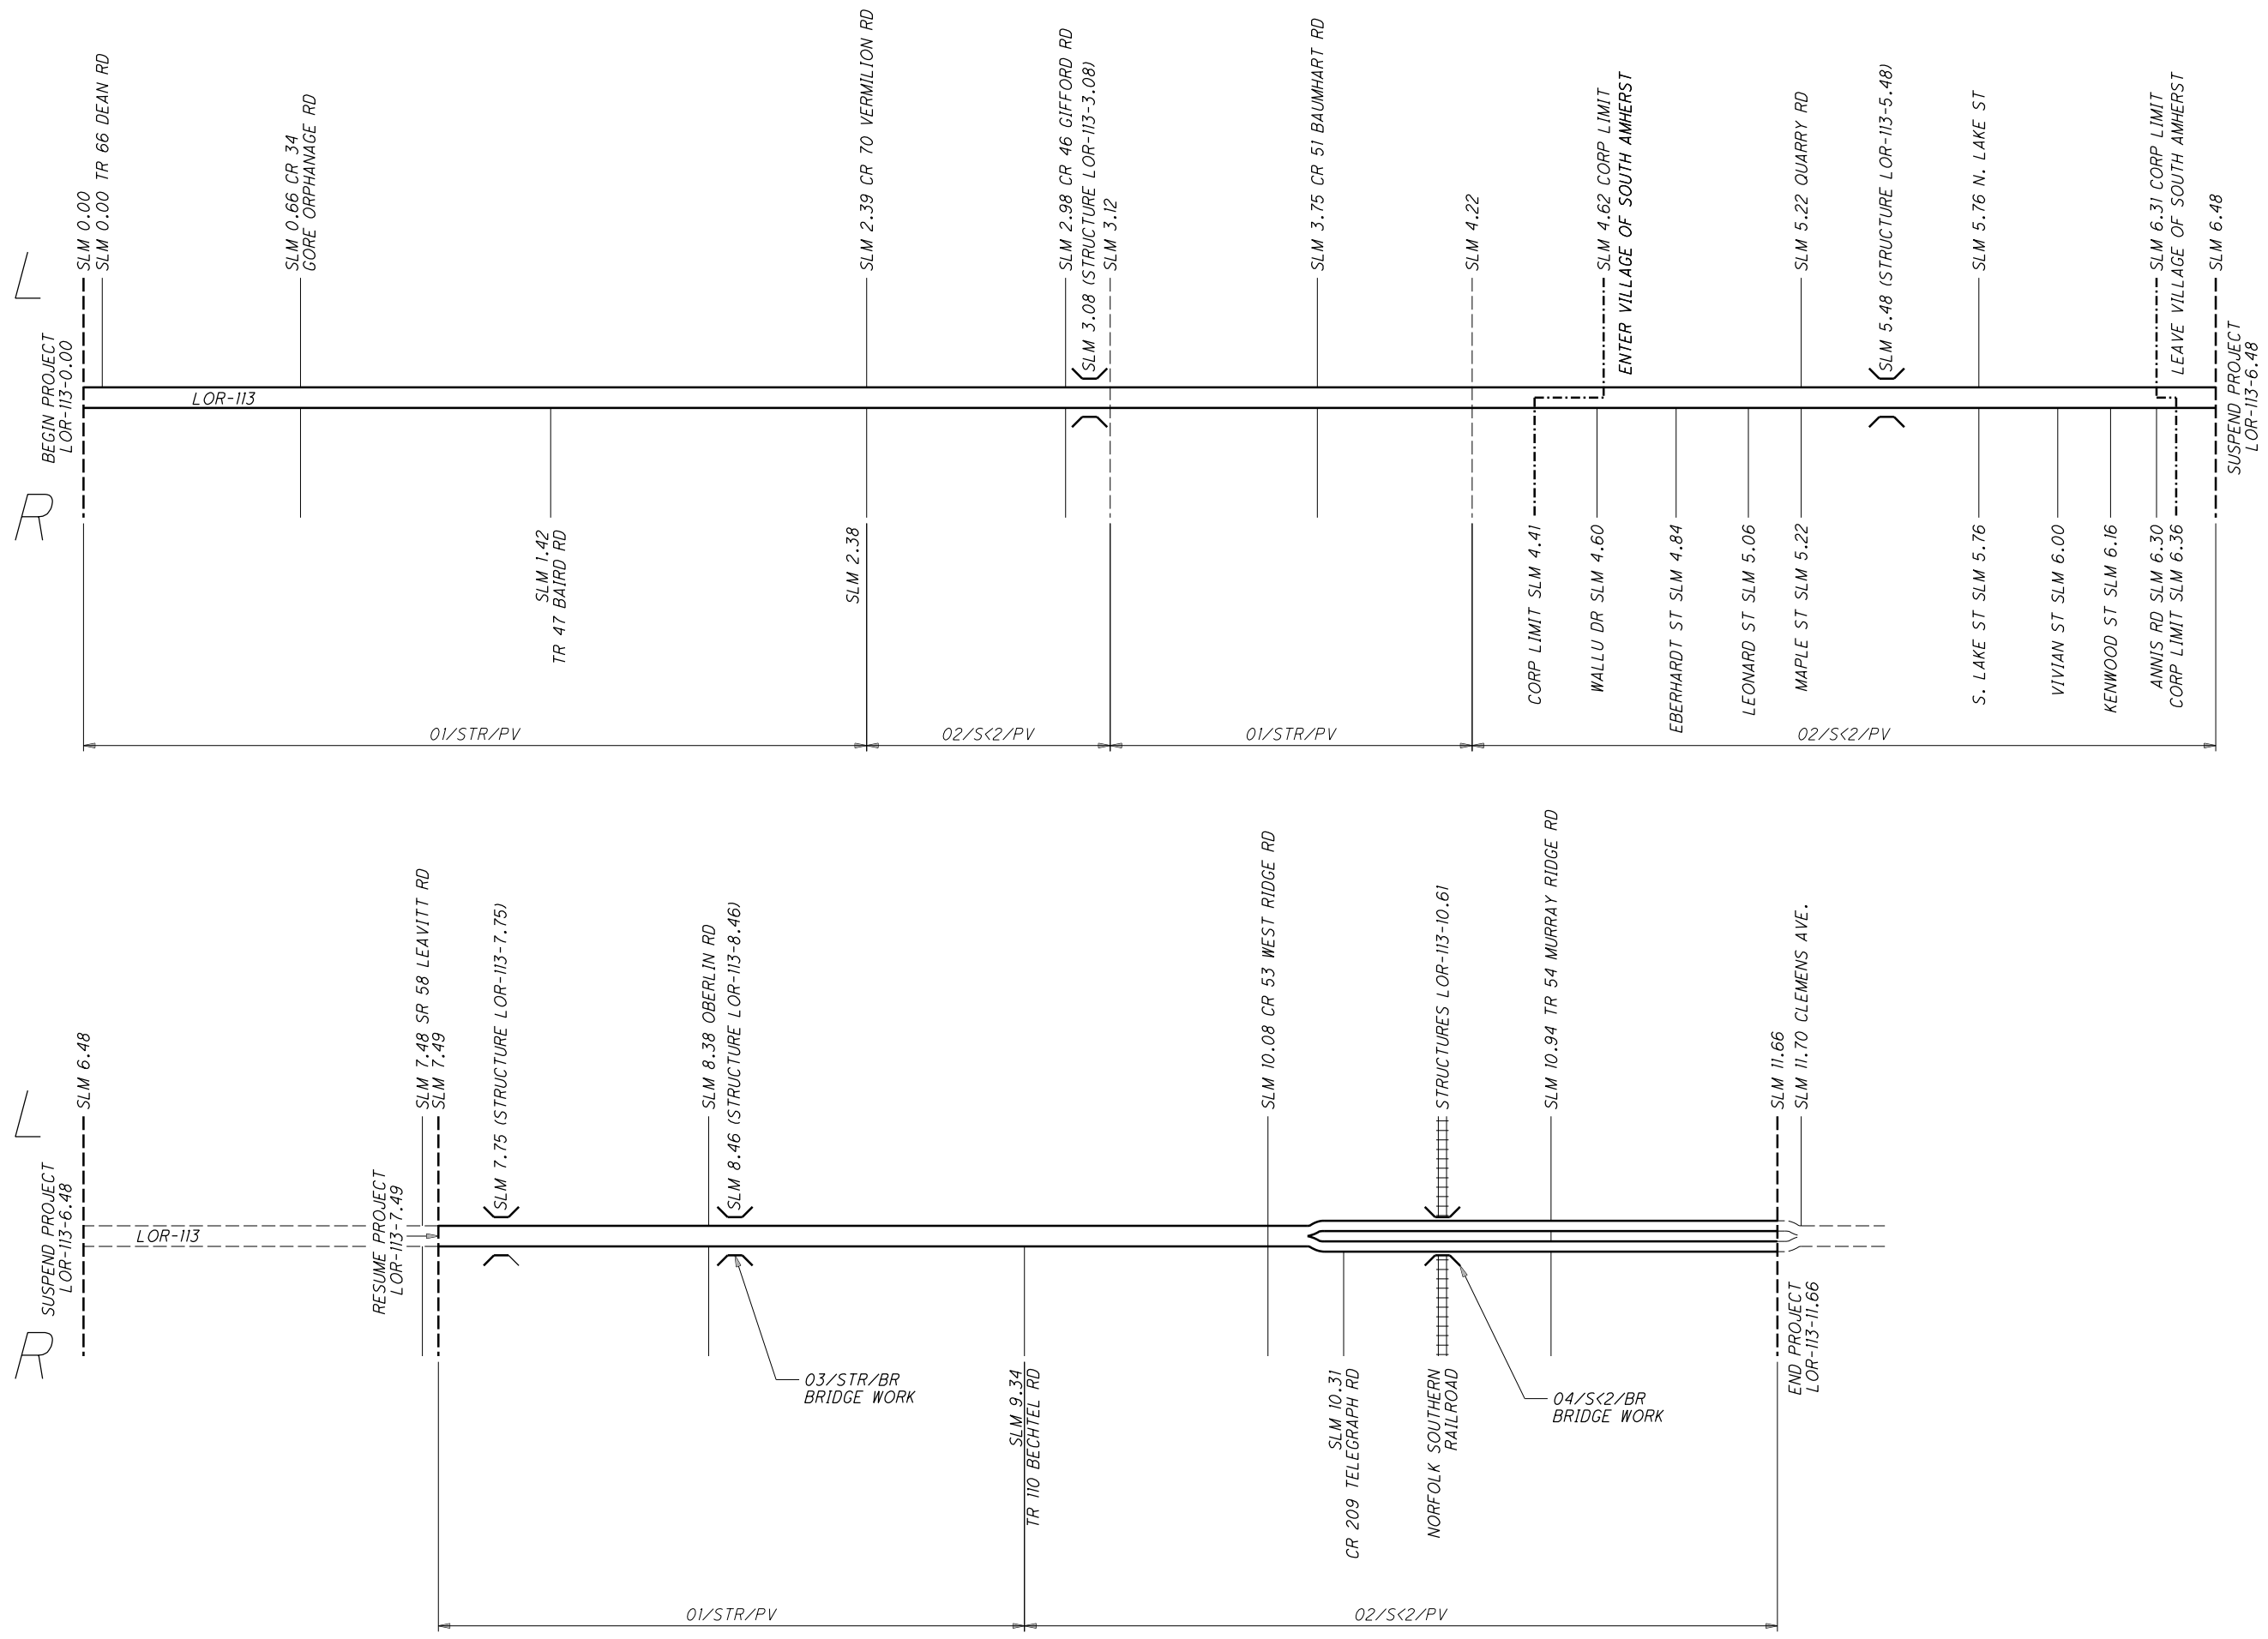 L
R
BEGIN PROJECT
LOR-113-0.00
SLM 0.00
SLM 0.00 TR 66 DEAN RD
SLM 0.66 CR 34
GORE ORPHANAGE RD
SLM 2.39 CR 70 VERMILION RD
SLM 2.98 CR 46 GIFFORD RD
SLM 3.08 (STRUCTURE LOR-113-3.08)
SLM 3.12
SLM 3.75 CR 51 BAUMHART RD
SLM 4.22
SLM 4.62 CORP LIMIT
ENTER VILLAGE OF SOUTH AMHERST
SLM 5.22 QUARRY RD
SLM 5.48 (STRUCTURE LOR-113-5.48)
SLM 5.76 N. LAKE ST
SLM 6.31 CORP LIMIT
LEAVE VILLAGE OF SOUTH AMHERST
SLM 6.48
SUSPEND PROJECT
LOR-113-6.48
LOR-113
SLM 1.42
TR 47 BAIRD RD
SLM 2.38
CORP LIMIT SLM 4.41
WALLU DR SLM 4.60
EBERHARDT ST SLM 4.84
LEONARD ST SLM 5.06
MAPLE ST SLM 5.22
S. LAKE ST SLM 5.76
VIVIAN ST SLM 6.00
KENWOOD ST SLM 6.16
ANNIS RD SLM 6.30
CORP LIMIT SLM 6.36
01/STR/PV
02/S<2/PV
01/STR/PV
02/S<2/PV
L
R
SUSPEND PROJECT
LOR-113-6.48
SLM 6.48
LOR-113
RESUME PROJECT
LOR-113-7.49
SLM 7.48 SR 58 LEAVITT RD
SLM 7.49
SLM 7.75 (STRUCTURE LOR-113-7.75)
SLM 8.38 OBERLIN RD
SLM 8.46 (STRUCTURE LOR-113-8.46)
SLM 10.08 CR 53 WEST RIDGE RD
STRUCTURES LOR-113-10.61
SLM 10.94 TR 54 MURRAY RIDGE RD
SLM 11.66
SLM 11.70 CLEMENS AVE.
END PROJECT
LOR-113-11.66
03/STR/BR
BRIDGE WORK
SLM 9.34
TR 110 BECHTEL RD
SLM 10.31
CR 209 TELEGRAPH RD
NORFOLK SOUTHERN
RAILROAD
04/S<2/BR
BRIDGE WORK
01/STR/PV
02/S<2/PV